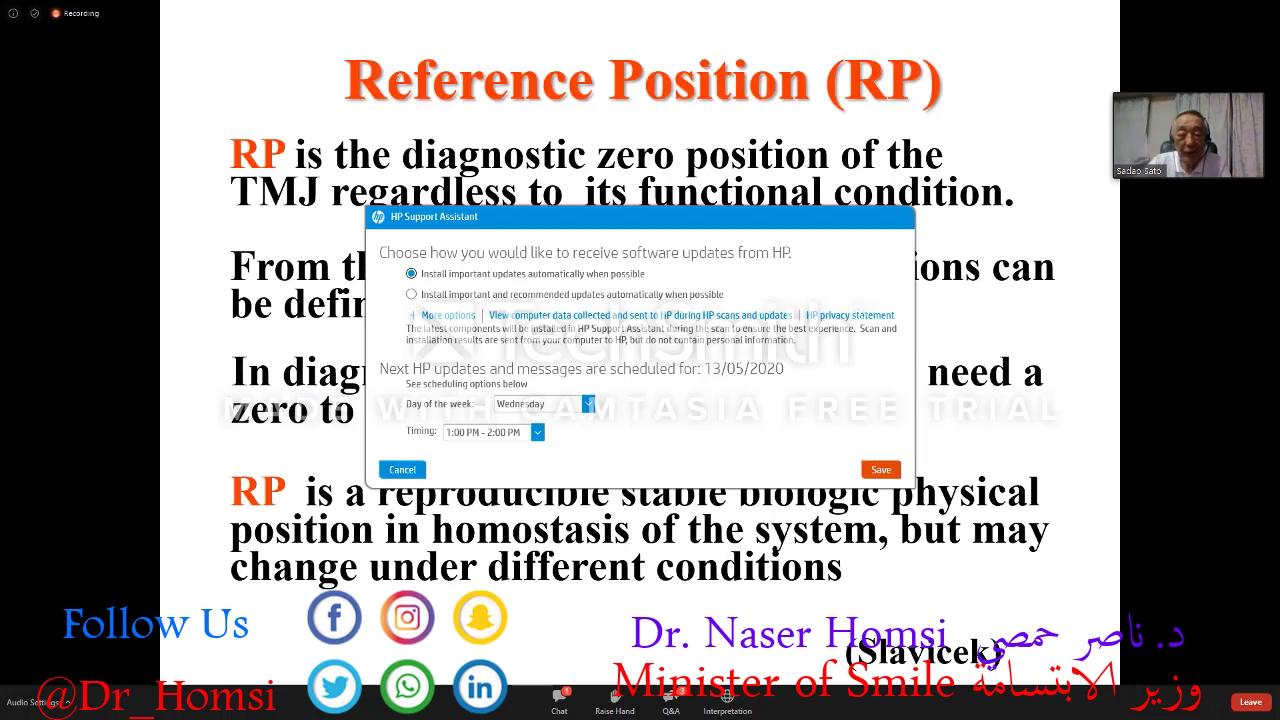 Recording
Reference Position (RP)
RP is the diagnostic zero position of the
TMJ regardless to its functional condition.
Sadao Sato
HP Support Assistant
Choose how you would like to receive software updates from HP.
From
ions can
Install important updates automatically when possible
Install important and recommended updates automatically when possible
be defin
+ More options | View computer data collected and sent to HP during HP scans and updates | HP privacy statement
The latest components will be installed in HP Support Assistant during the scan to ensure the best experience. Scan and
installation results are sent from your computer to HP, but do not contain personal information.
TechSmith
Next HP updates and messages are scheduled for: 13/05/2020
In diagn
need a
See scheduling options below
Day of the week: Wednesday
zero to
MADE WITH CAMTASIA FREE TRIAL
Timing: 1:00 PM - 2:00 PM
Cancel
Save
RP is a reproducible stable biologic physical
position in homostasis of the system, but may
change under different conditions
Follow Us
Dr. Naser Homsi د. ناصر حمصي
(Slavicek)
Minister of Smile وزير الابتسامة
@Dr_Homsi
Audio Settings
Chat
1
Raise Hand
Q&A
3
Interpretation
Leave